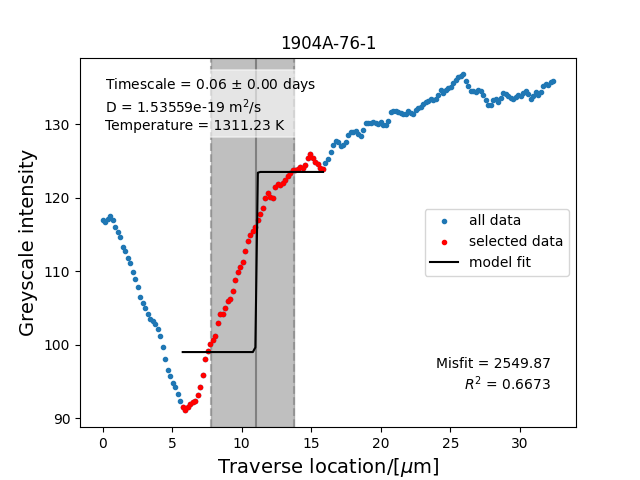 1904A-76-1
Timescale = 0.06 ± 0.00 days
D = 1.53559e-19 m²/s
Temperature = 1311.23 K
Greyscale intensity
130
120
110
100
90
all data
selected data
model fit
Misfit = 2549.87
R² = 0.6673
0 5 10 15 20 25 30
Traverse location/[μm]